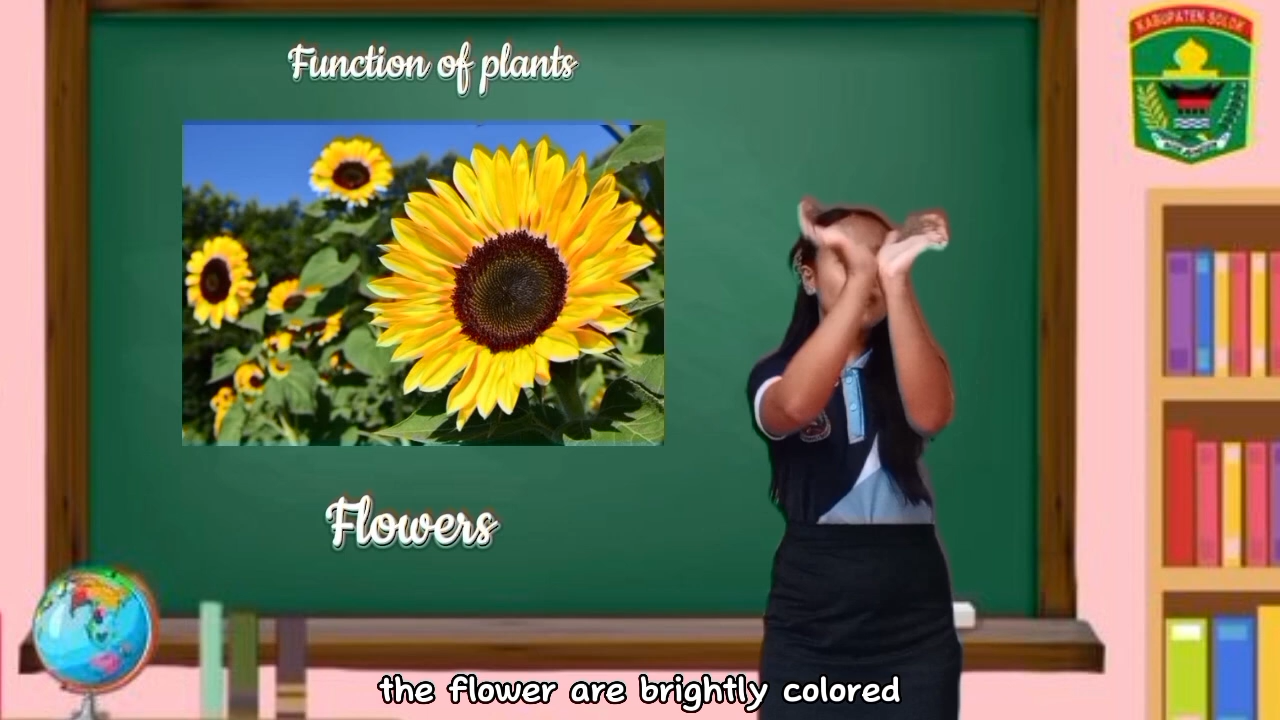 Function of plants
KABUPATEN SOLOK
Flowers
the flower are brightly colored